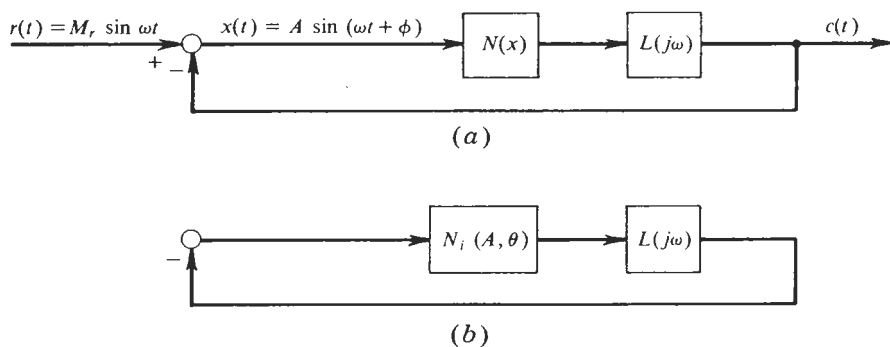 r(t) = M_r sin ωt
x(t) = A sin (ωt + ϕ)
N(x)
L(jω)
c(t)
+
−
(a)
N_i (A, θ)
L(jω)
−
(b)